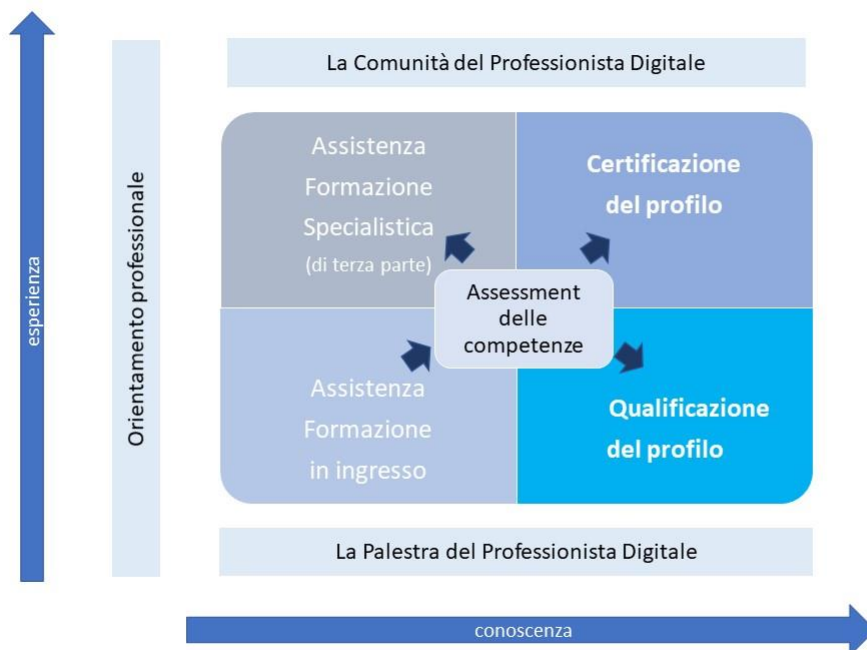 La Comunità del Professionista Digitale
esperienza
Orientamento professionale
Assistenza
Formazione
Specialistica
(di terza parte)
Certificazione
del profilo
Assessment
delle
competenze
Assistenza
Formazione
in ingresso
Qualificazione
del profilo
La Palestra del Professionista Digitale
conoscenza